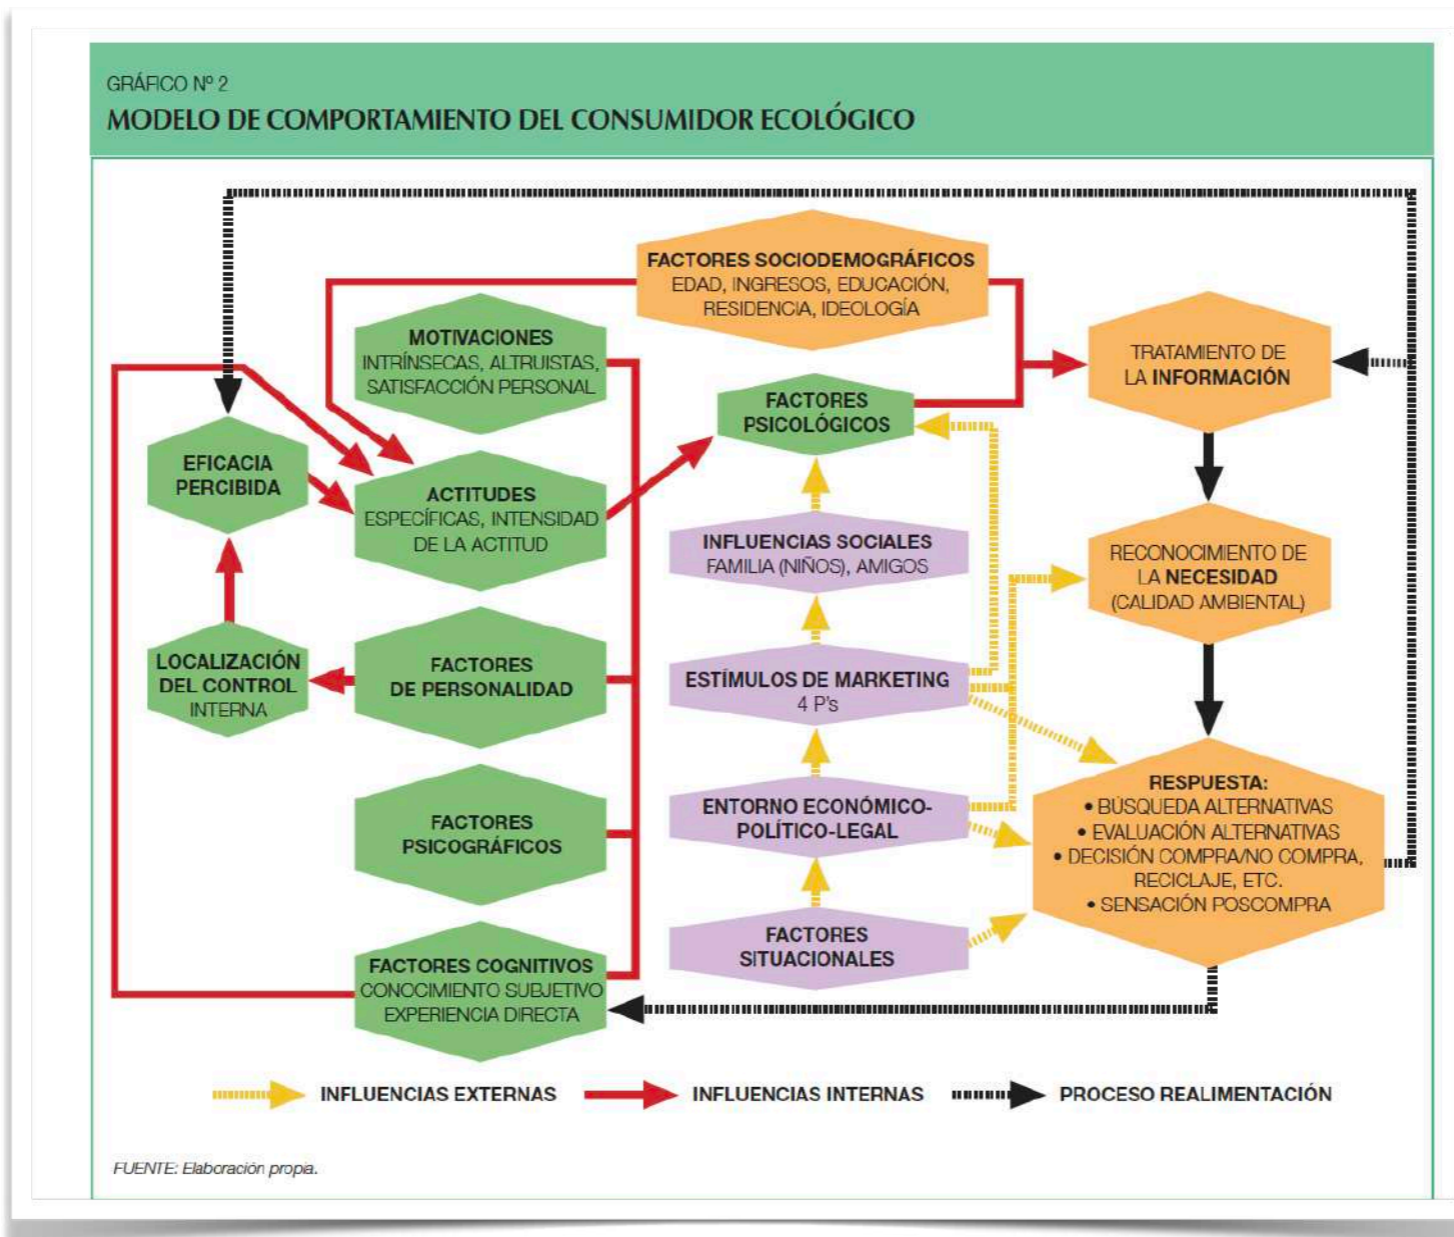 GRÁFICO Nº 2
MODELO DE COMPORTAMIENTO DEL CONSUMIDOR ECOLÓGICO
FACTORES SOCIODEMOGRÁFICOS
EDAD, INGRESOS, EDUCACIÓN,
RESIDENCIA, IDEOLOGÍA
MOTIVACIONES
INTRÍNSECAS, ALTRUISTAS,
SATISFACCIÓN PERSONAL
TRATAMIENTO DE
LA INFORMACIÓN
FACTORES
PSICOLÓGICOS
EFICACIA
PERCIBIDA
ACTITUDES
ESPECÍFICAS, INTENSIDAD
DE LA ACTITUD
INFLUENCIAS SOCIALES
FAMILIA (NIÑOS), AMIGOS
RECONOCIMIENTO DE
LA NECESIDAD
(CALIDAD AMBIENTAL)
LOCALIZACIÓN
DEL CONTROL
INTERNA
FACTORES
DE PERSONALIDAD
ESTÍMULOS DE MARKETING
4 P's
FACTORES
PSICOGRÁFICOS
ENTORNO ECONÓMICO-
POLÍTICO-LEGAL
RESPUESTA:
• BÚSQUEDA ALTERNATIVAS
• EVALUACIÓN ALTERNATIVAS
• DECISIÓN COMPRA/NO COMPRA,
RECICLAJE, ETC.
• SENSACIÓN POSCOMPRA
FACTORES
SITUACIONALES
FACTORES COGNITIVOS
CONOCIMIENTO SUBJETIVO
EXPERIENCIA DIRECTA
INFLUENCIAS EXTERNAS
INFLUENCIAS INTERNAS
PROCESO REALIMENTACIÓN
FUENTE: Elaboración propia.